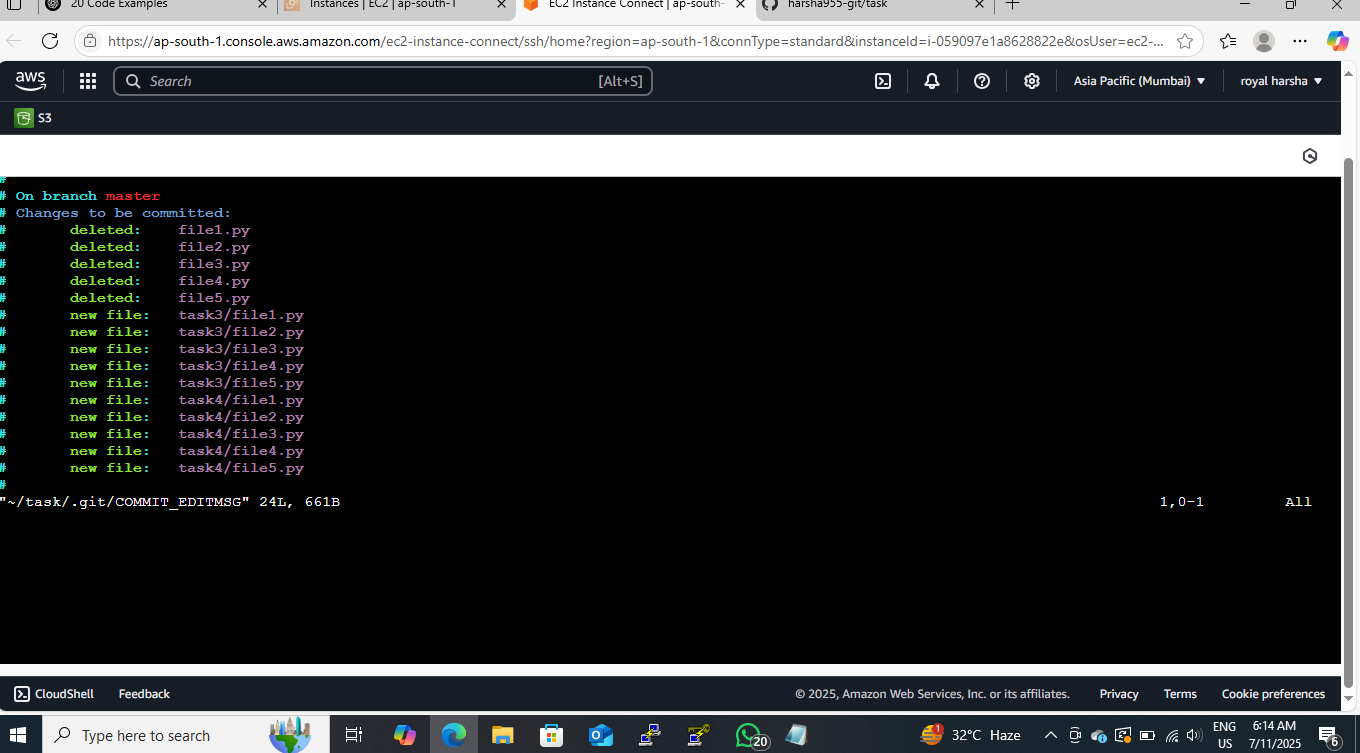 20 Code Examples
Instances | EC2 | ap-south-1
EC2 Instance Connect | ap-south-
harsha955-git/task
https://ap-south-1.console.aws.amazon.com/ec2-instance-connect/ssh/home?region=ap-south-1&connType=standard&instanceId=i-059097e1a8628822e&osUser=ec2-...
aws
Search
[Alt+S]
Asia Pacific (Mumbai)
royal harsha
S3
#
# On branch master
# Changes to be committed:
#       deleted:    file1.py
#       deleted:    file2.py
#       deleted:    file3.py
#       deleted:    file4.py
#       deleted:    file5.py
#       new file:   task3/file1.py
#       new file:   task3/file2.py
#       new file:   task3/file3.py
#       new file:   task3/file4.py
#       new file:   task3/file5.py
#       new file:   task4/file1.py
#       new file:   task4/file2.py
#       new file:   task4/file3.py
#       new file:   task4/file4.py
#       new file:   task4/file5.py
#
"~/task/.git/COMMIT_EDITMSG" 24L, 661B
1,0-1
All
CloudShell
Feedback
© 2025, Amazon Web Services, Inc. or its affiliates.
Privacy
Terms
Cookie preferences
Type here to search
20
1
32°C Haze
ENG
US
6:14 AM
7/11/2025
6